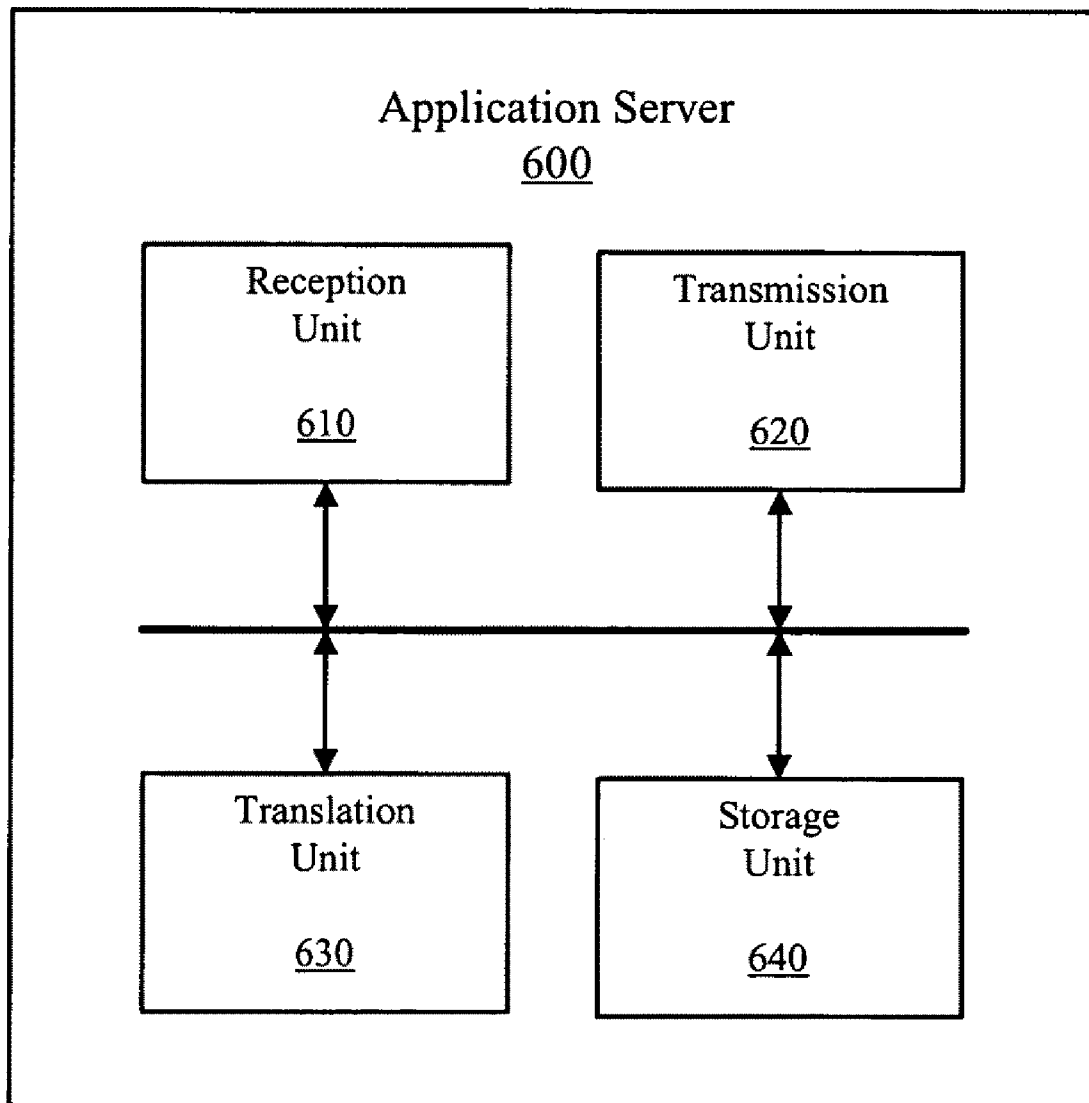 Application Server
600
Reception
Unit
610
Transmission
Unit
620
Translation
Unit
630
Storage
Unit
640